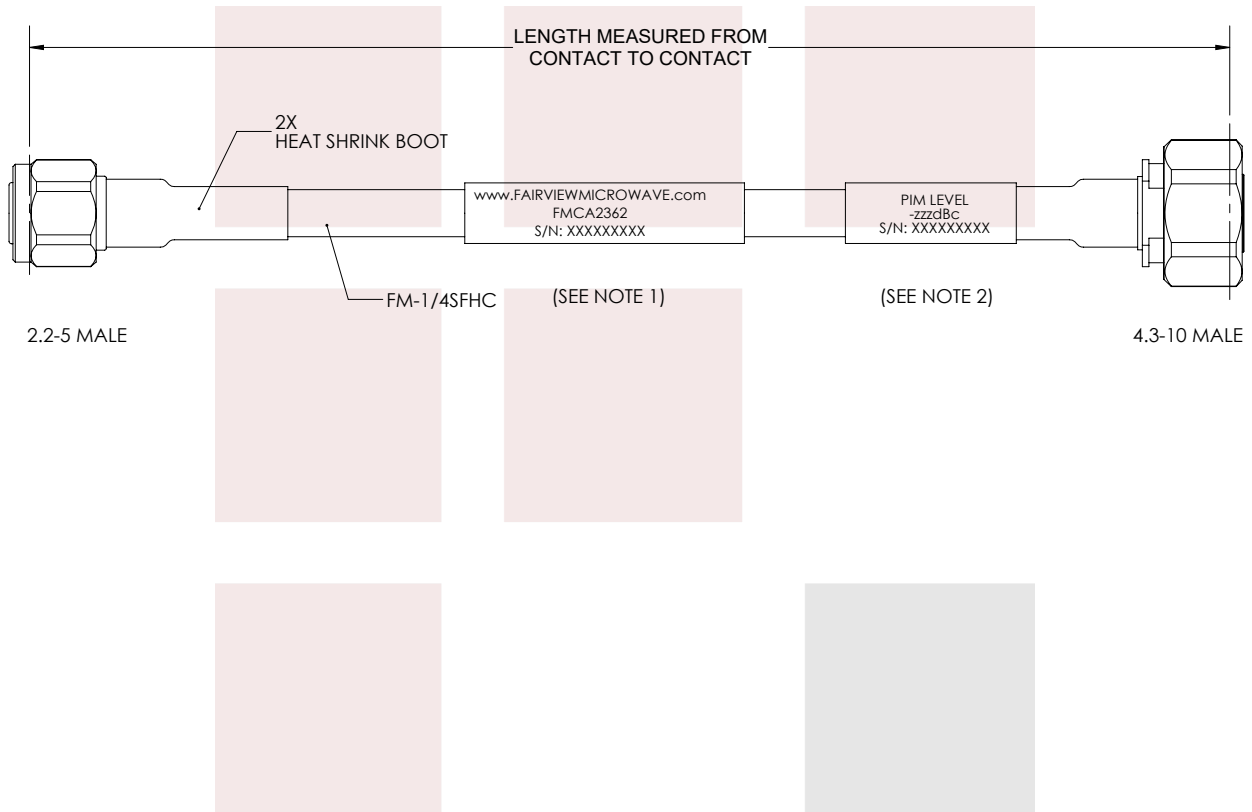 LENGTH MEASURED FROM
CONTACT TO CONTACT
2X
HEAT SHRINK BOOT
www.FAIRVIEWMICROWAVE.com
FMCA2362
S/N: XXXXXXXXX
PIM LEVEL
-zzzdBc
S/N: XXXXXXXXX
FM-1/4SFHC
(SEE NOTE 1)
(SEE NOTE 2)
2.2-5 MALE
4.3-10 MALE